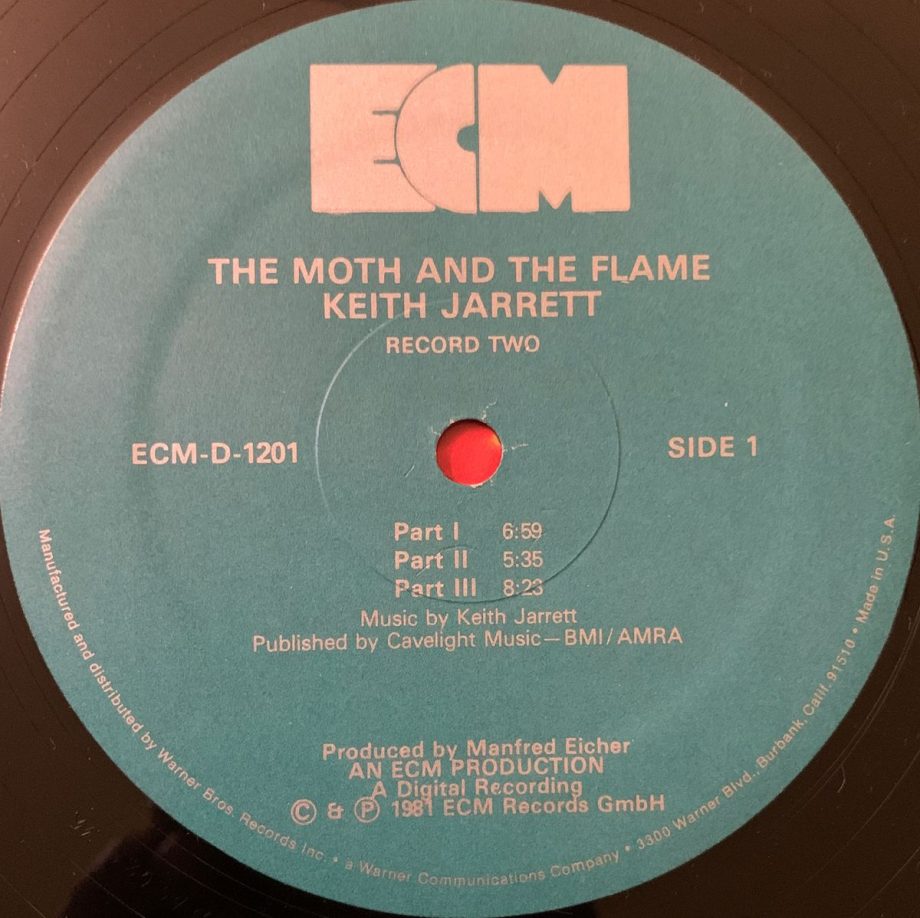 ECM
THE MOTH AND THE FLAME
KEITH JARRETT
RECORD TWO
ECM-D-1201
SIDE 1
Part I 6:59
Part II 5:35
Part III 8:23
Music by Keith Jarrett
Published by Cavelight Music—BMI/AMRA
Produced by Manfred Eicher
AN ECM PRODUCTION
A Digital Recording
© & Ⓟ 1981 ECM Records GmbH
Manufactured and distributed by Warner Bros. Records Inc. • a Warner Communications Company • 3300 Warner Blvd., Burbank, Calif. 91510 • Made in U.S.A.